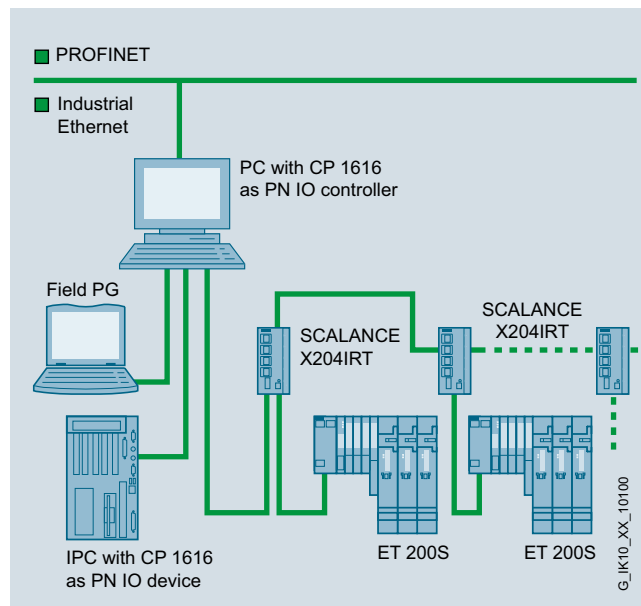 PROFINET
Industrial
Ethernet
PC with CP 1616
as PN IO controller
Field PG
SCALANCE
X204IRT
SCALANCE
X204IRT
IPC with CP 1616
as PN IO device
ET 200S
ET 200S
G_IK10_XX_10100